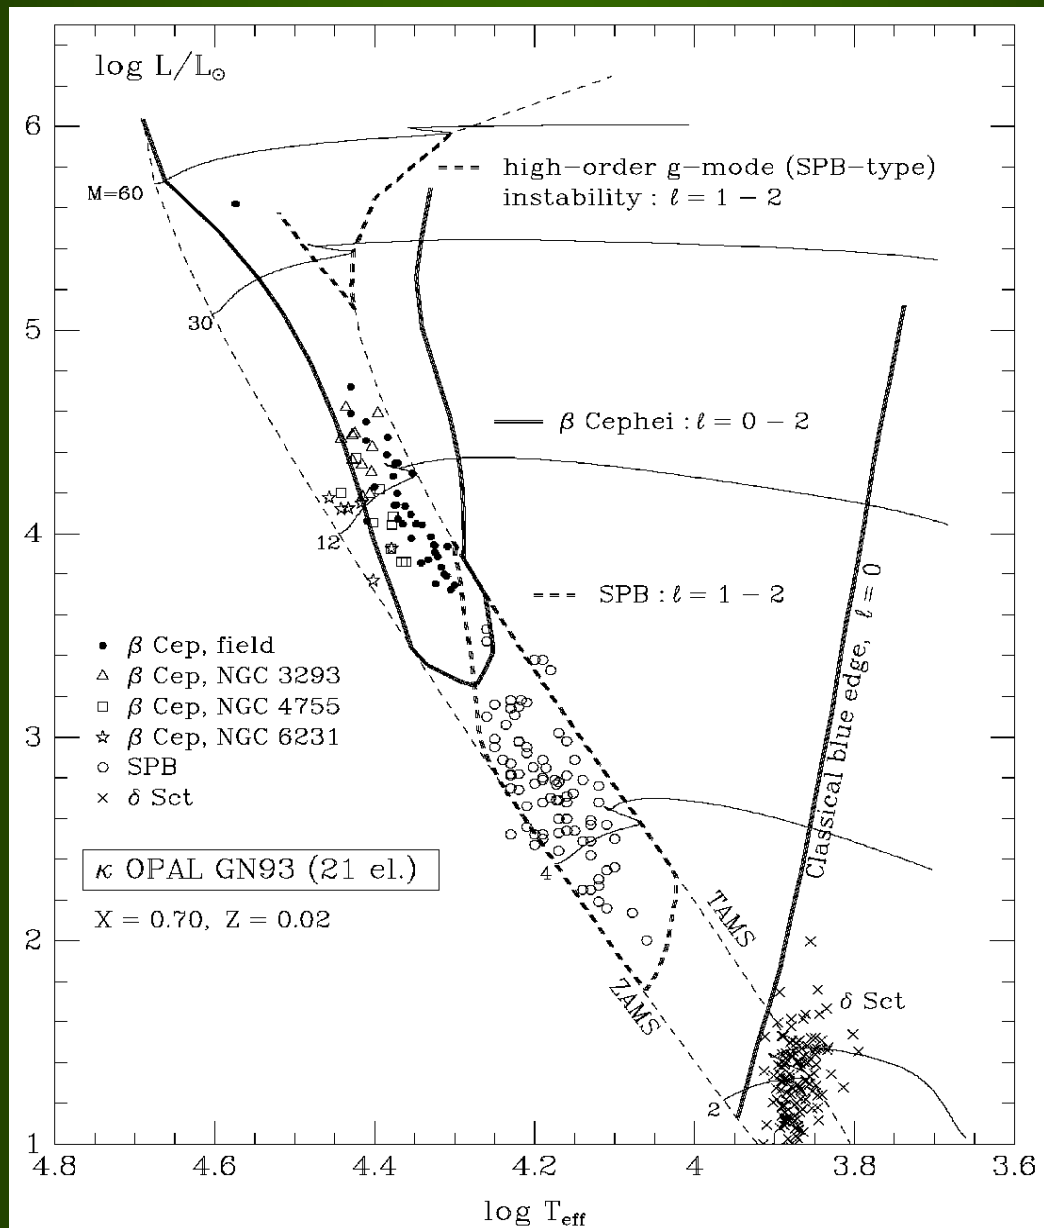 log L/L☉
6
M=60
high-order g-mode (SPB-type)
instability : ℓ = 1 - 2
30
5
β Cephei : ℓ = 0 - 2
12
4
SPB : ℓ = 1 - 2
Classical blue edge, ℓ = 0
β Cep, field
β Cep, NGC 3293
β Cep, NGC 4755
β Cep, NGC 6231
SPB
δ Sct
3
κ OPAL GN93 (21 el.)
4
X = 0.70, Z = 0.02
TAMS
2
ZAMS
δ Sct
2
1
4.8 4.6 4.4 4.2 4 3.8 3.6
log Teff